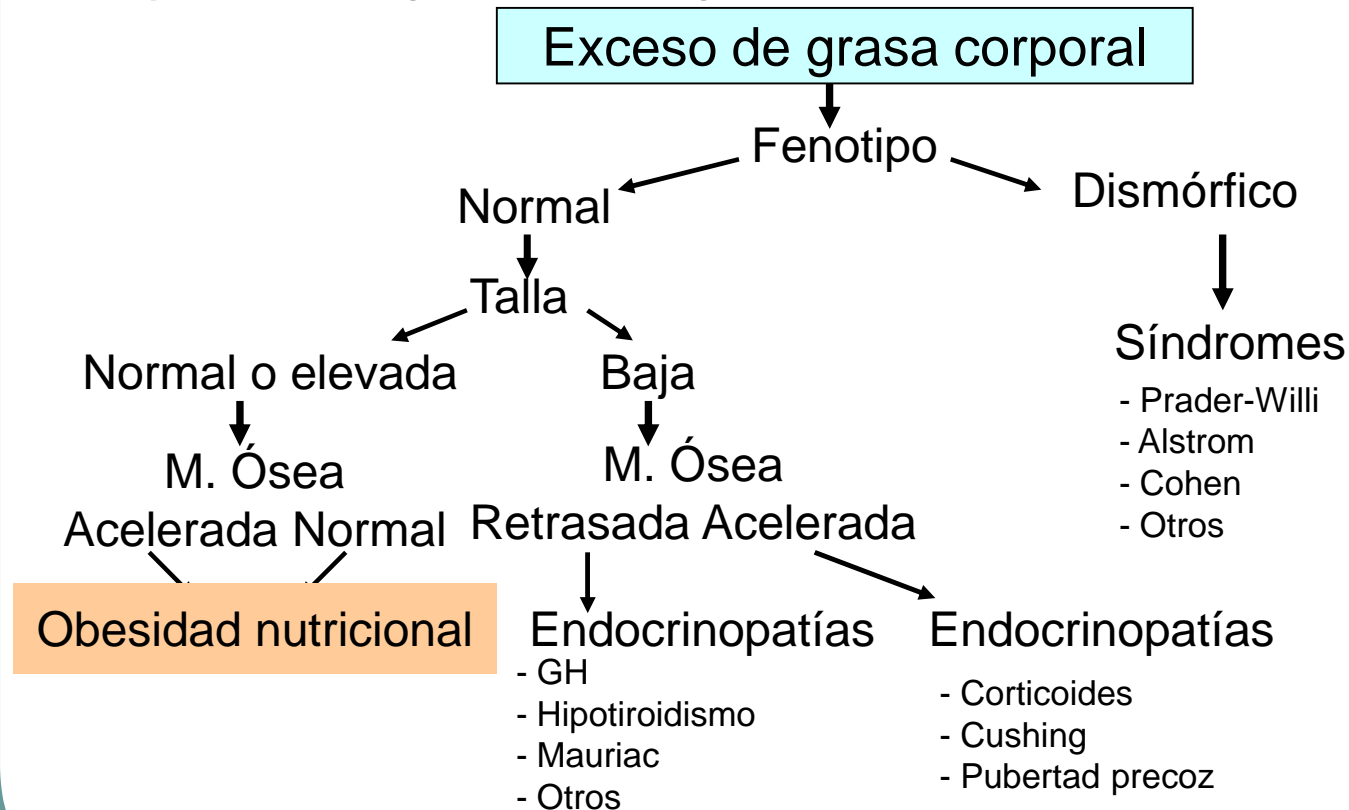 Exceso de grasa corporal
Fenotipo
Normal
Dismórfico
Talla
Síndromes
- Prader-Willi
- Alstrom
- Cohen
- Otros
Normal o elevada
Baja
M. Ósea
Acelerada Normal
M. Ósea
Retrasada Acelerada
Obesidad nutricional
Endocrinopatías
- GH
- Hipotiroidismo
- Mauriac
- Otros
Endocrinopatías
- Corticoides
- Cushing
- Pubertad precoz